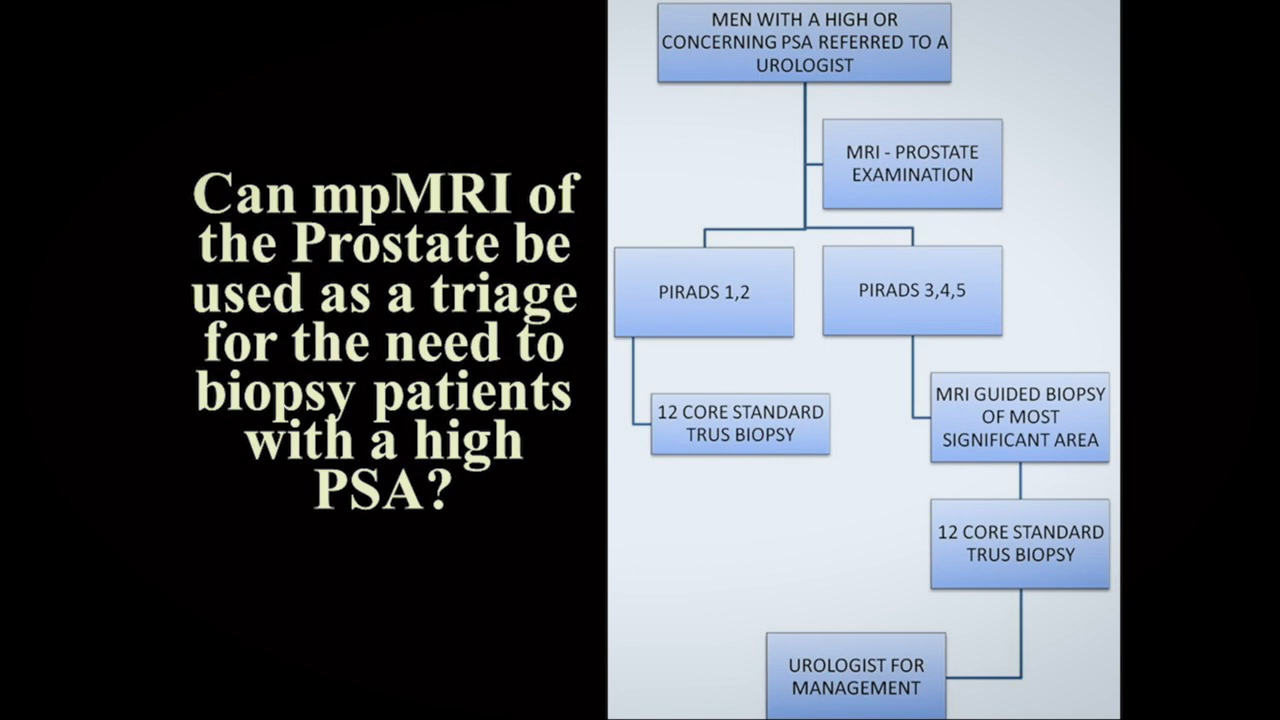 Can mpMRI of
the Prostate be
used as a triage
for the need to
biopsy patients
with a high
PSA?
MEN WITH A HIGH OR
CONCERNING PSA REFERRED TO A
UROLOGIST
MRI - PROSTATE
EXAMINATION
PIRADS 1,2
PIRADS 3,4,5
12 CORE STANDARD
TRUS BIOPSY
MRI GUIDED BIOPSY
OF MOST
SIGNIFICANT AREA
12 CORE STANDARD
TRUS BIOPSY
UROLOGIST FOR
MANAGEMENT